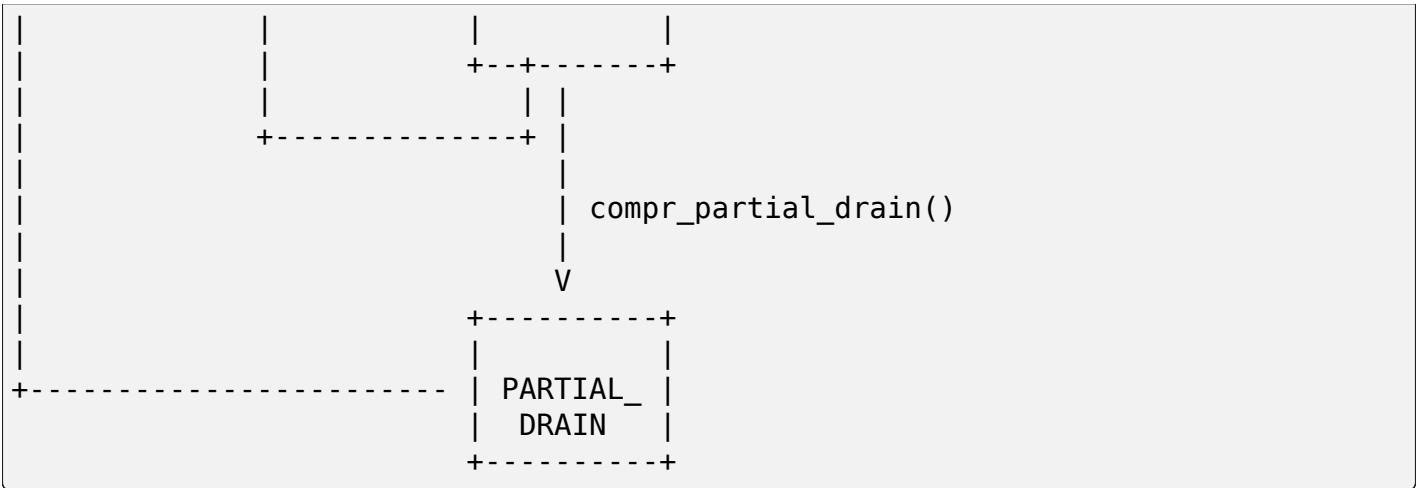 |               |            |           |
|               |            +--+-------+
|               |               | |
|               +--------------+ |
|                                 |
|                                 | compr_partial_drain()
|                                 |
|                                 V
|                            +----------+
|                            |          |
+------------------------ | PARTIAL_ |
|  DRAIN   |
+----------+